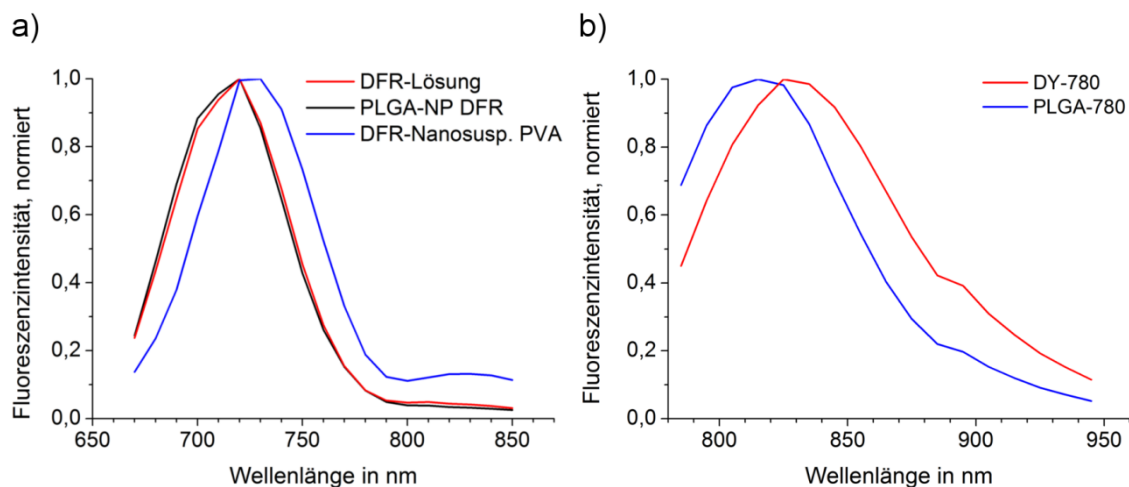 a)
Fluoreszenzintensität, normiert
1,0
0,8
0,6
0,4
0,2
0,0
DFR-Lösung
PLGA-NP DFR
DFR-Nanosusp. PVA
650 700 750 800 850
Wellenlänge in nm
b)
Fluoreszenzintensität, normiert
1,0
0,8
0,6
0,4
0,2
0,0
DY-780
PLGA-780
800 850 900 950
Wellenlänge in nm